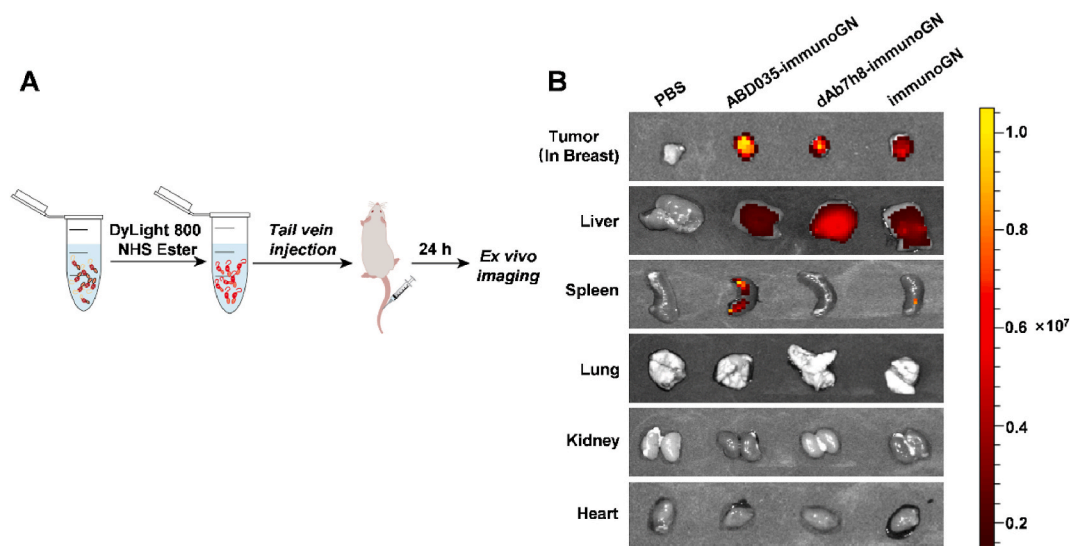 A
DyLight 800
NHS Ester
Tail vein
injection
24 h
Ex vivo
imaging
B
PBS
ABD035-immunoGN
dAb7h8-immunoGN
immunoGN
Tumor
(In Breast)
Liver
Spleen
Lung
Kidney
Heart
1.0
0.8
0.6
×10⁷
0.4
0.2